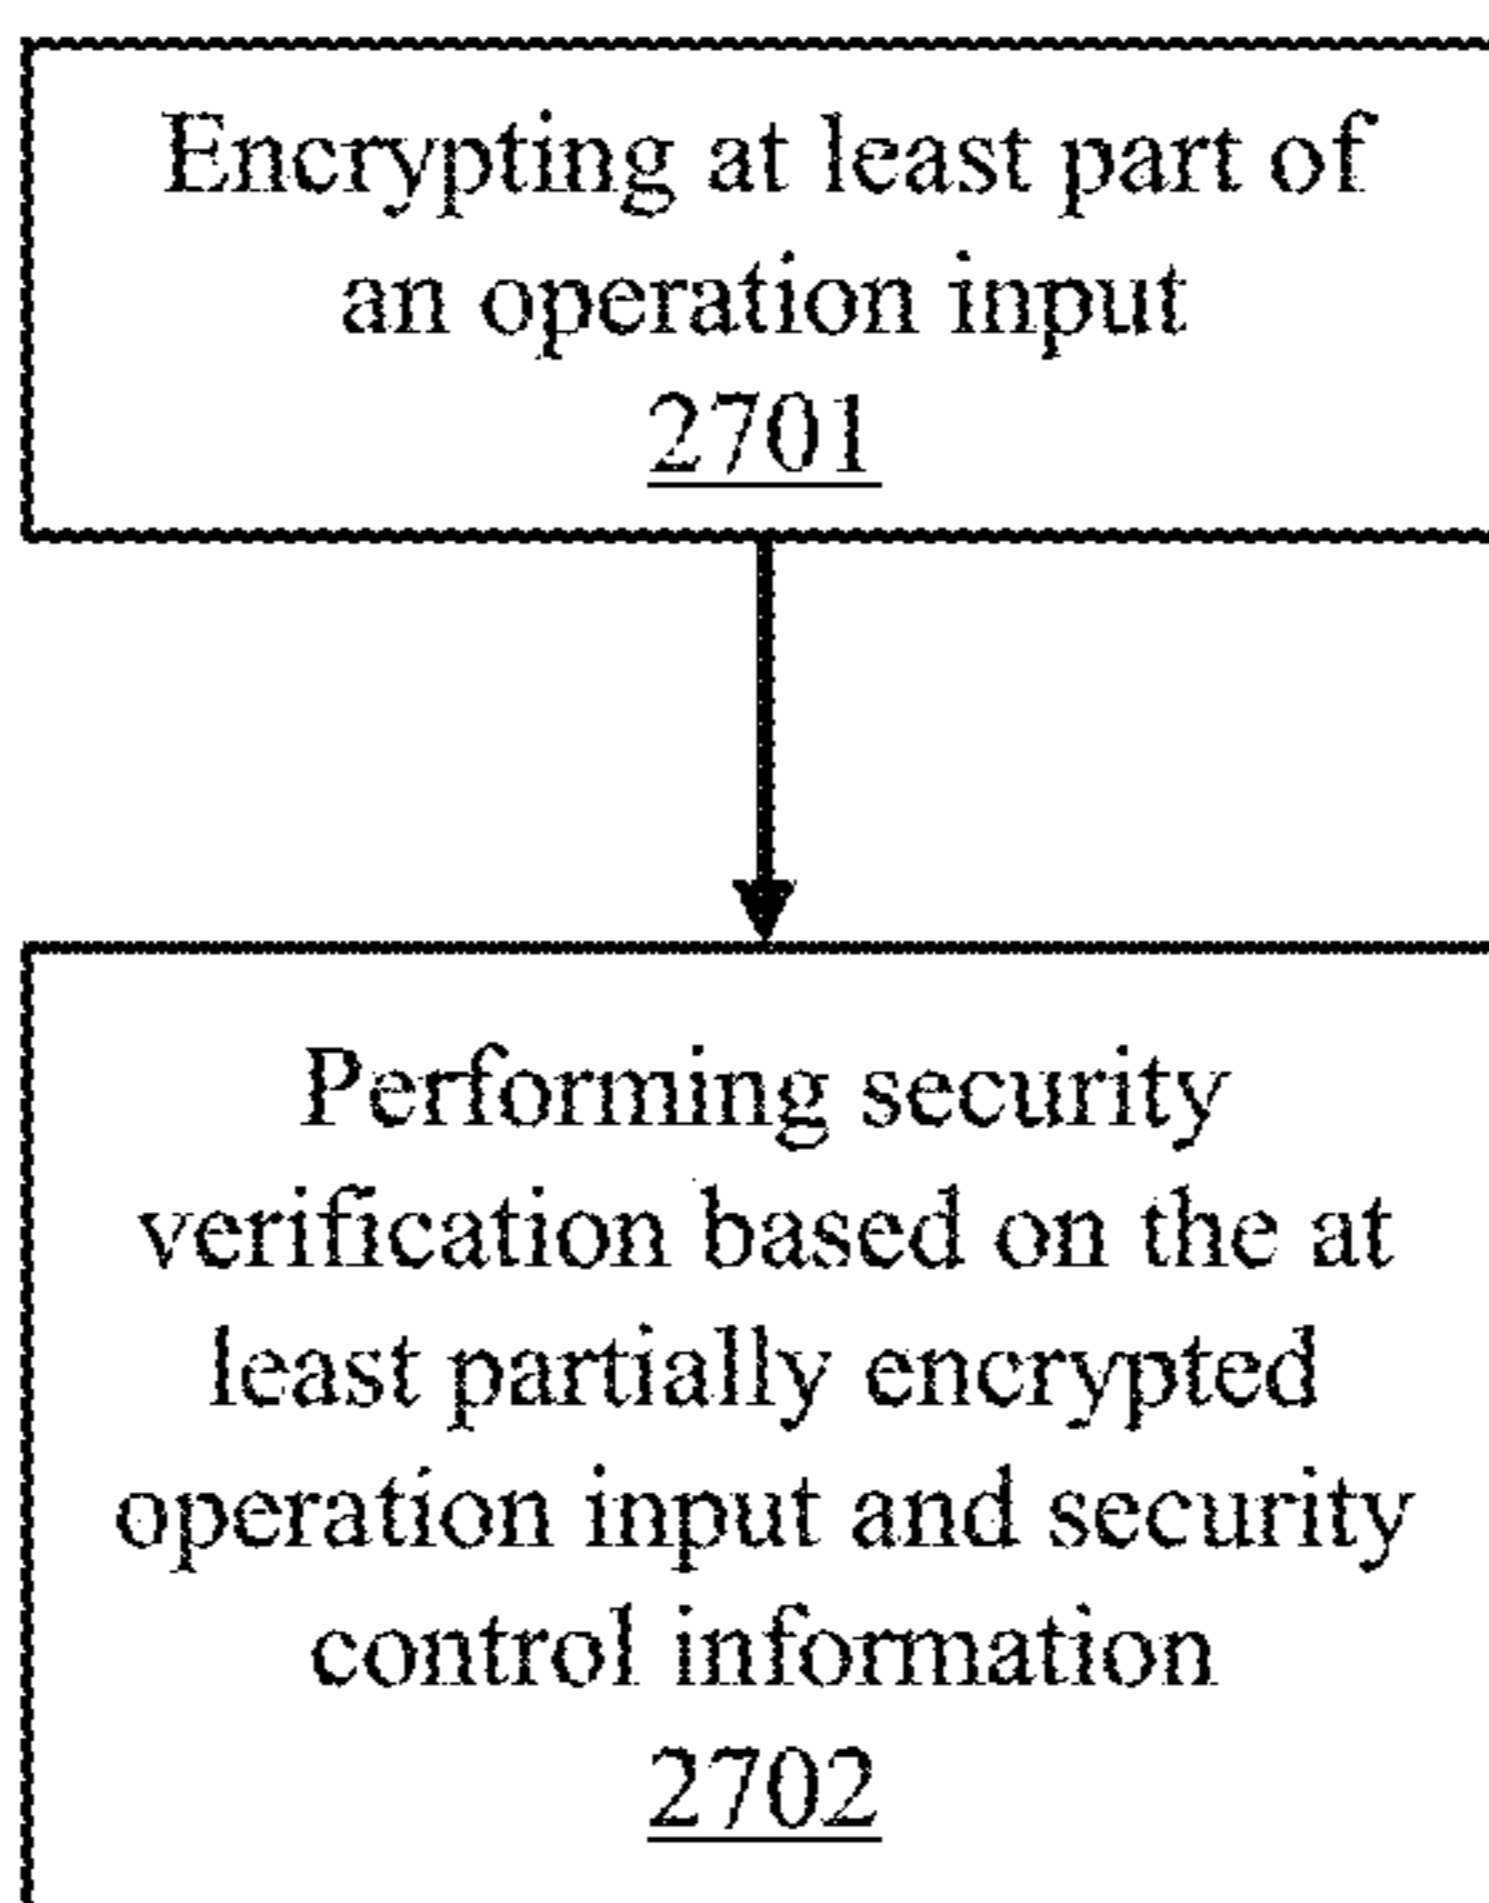 Encrypting at least part of
an operation input
2701
Performing security
verification based on the at
least partially encrypted
operation input and security
control information
2702